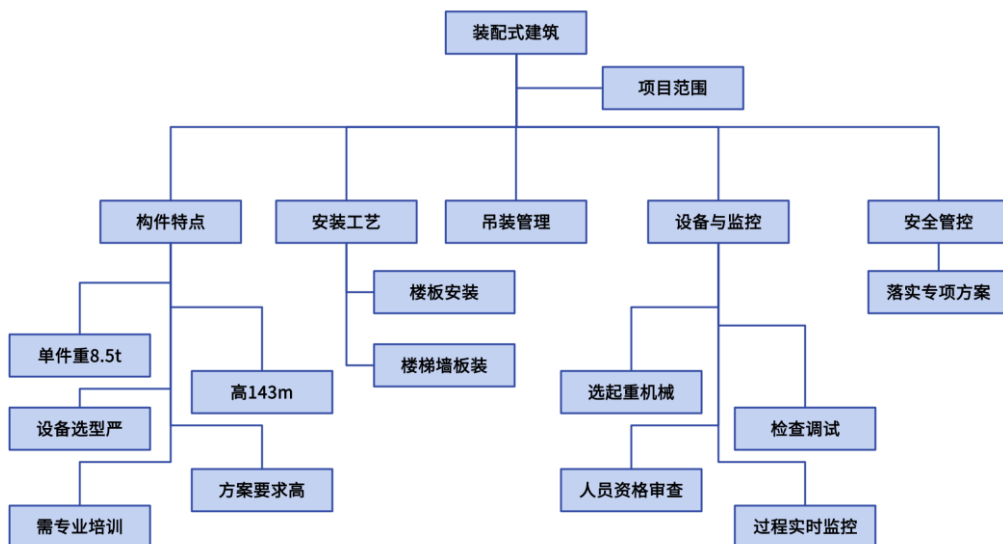 装配式建筑
项目范围
构件特点
安装工艺
吊装管理
设备与监控
安全管控
楼板安装
落实专项方案
单件重8.5t
楼梯墙板装
高143m
选起重机械
设备选型严
检查调试
方案要求高
人员资格审查
需专业培训
过程实时监控